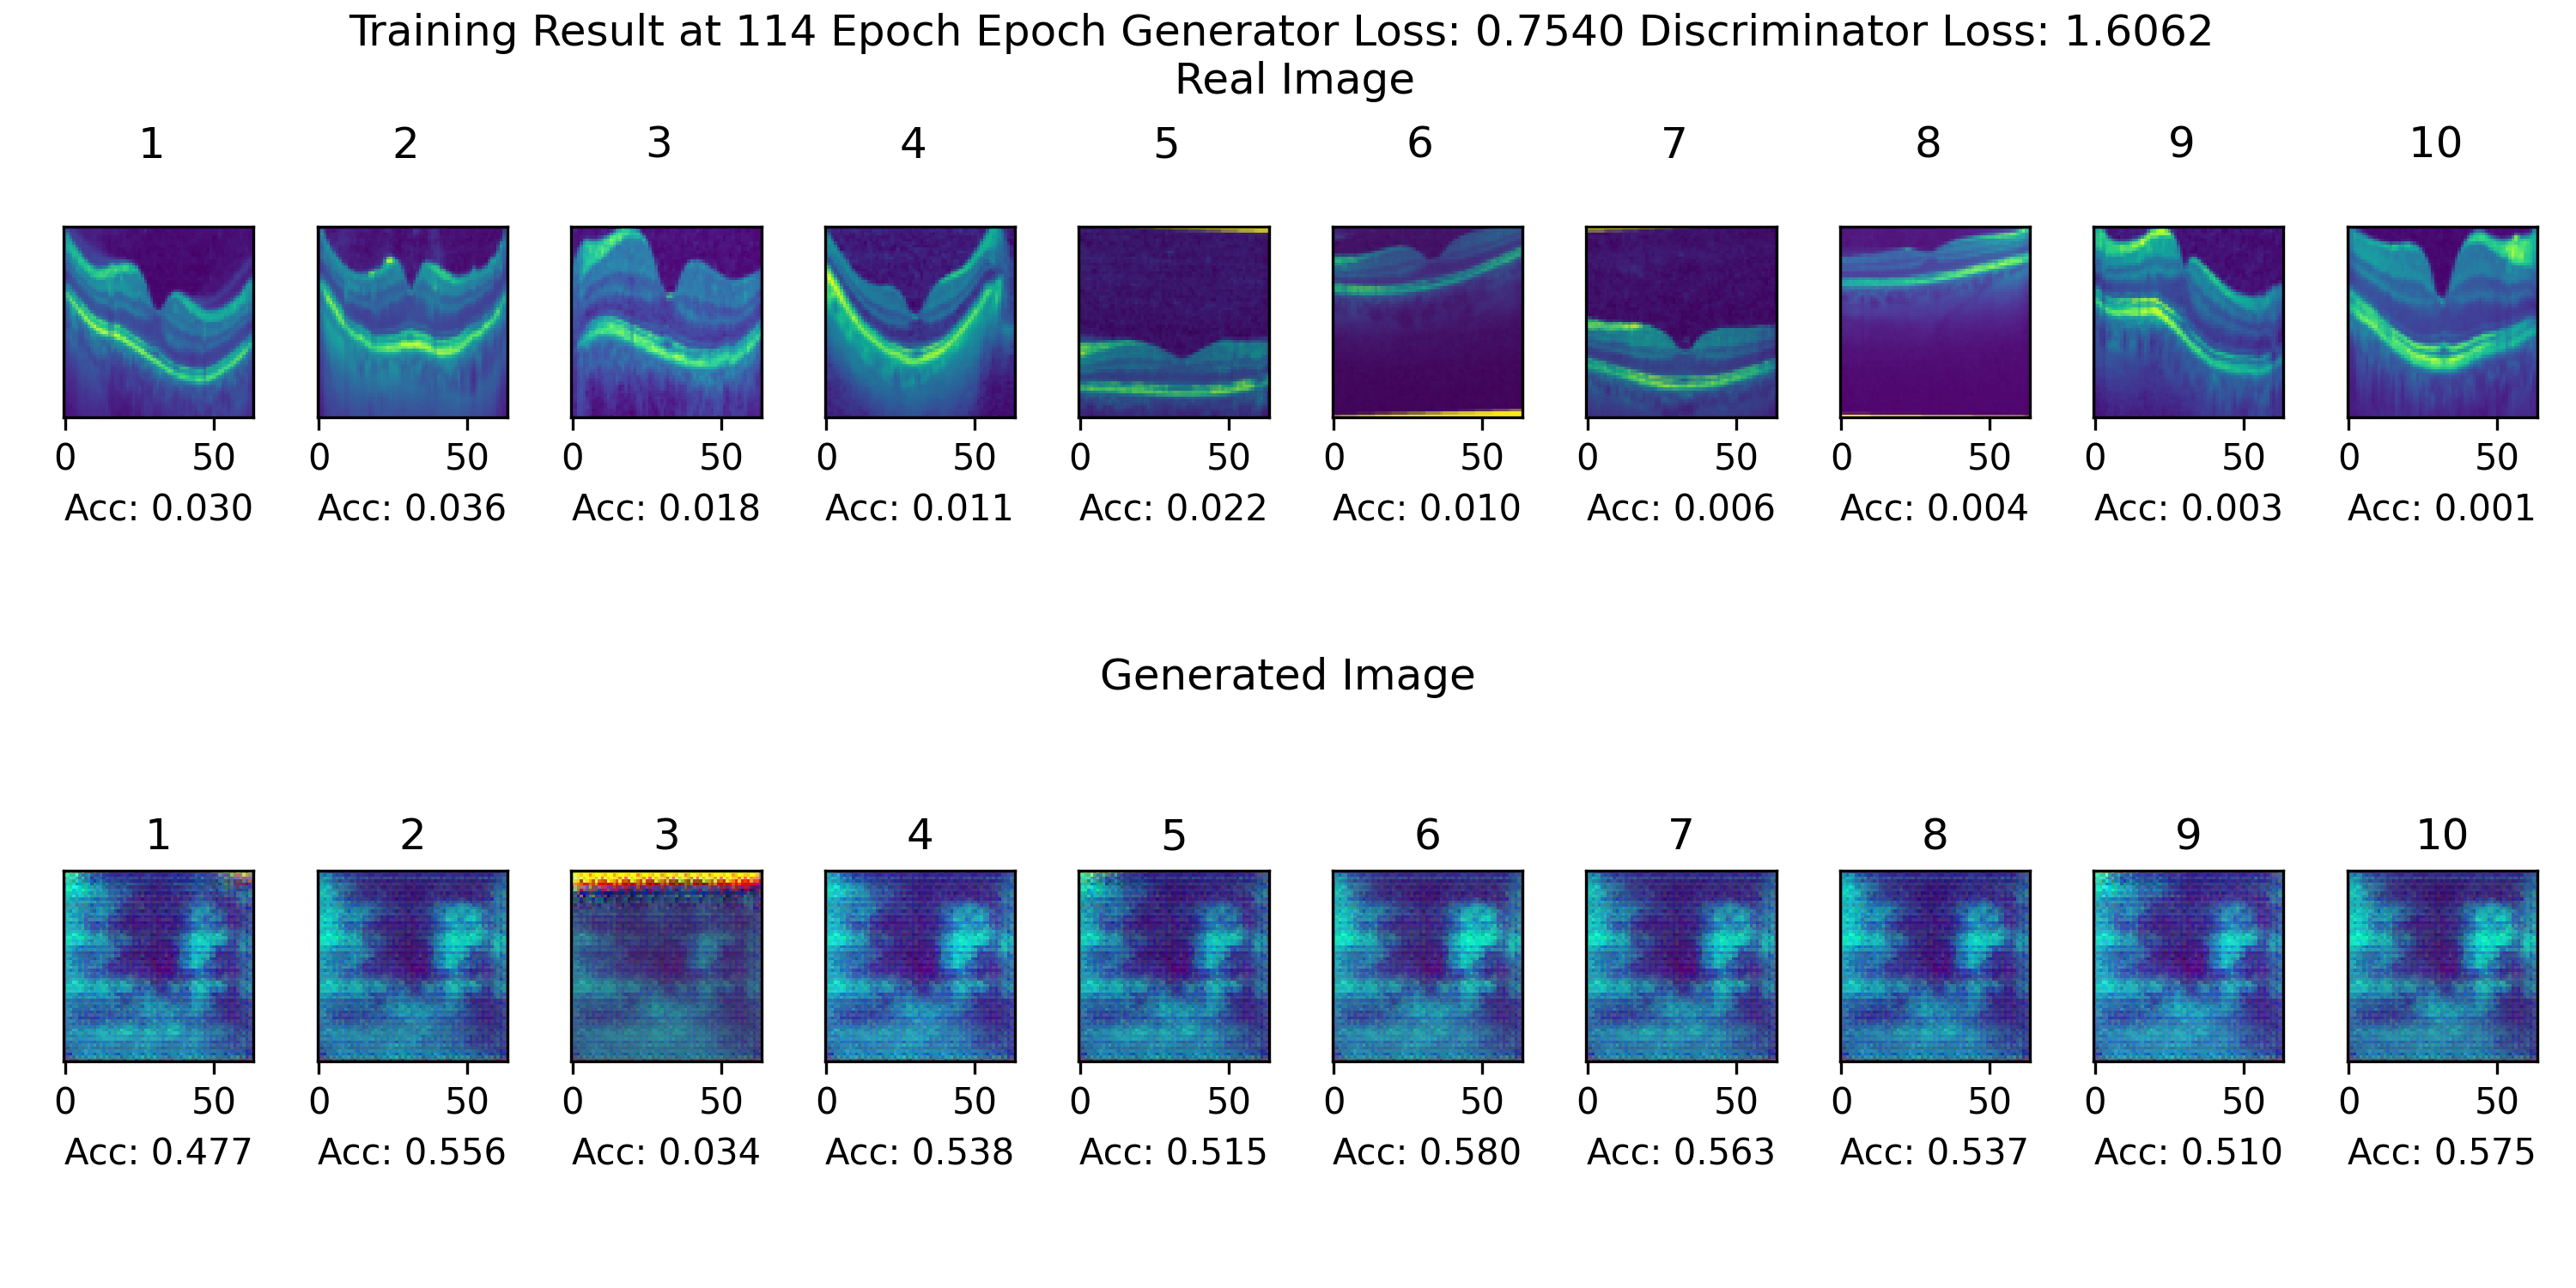 Training Result at 114 Epoch Epoch Generator Loss: 0.7540 Discriminator Loss: 1.6062
Real Image
1 2 3 4 5 6 7 8 9 10
0 50 0 50 0 50 0 50 0 50 0 50 0 50 0 50 0 50 0 50
Acc: 0.030 Acc: 0.036 Acc: 0.018 Acc: 0.011 Acc: 0.022 Acc: 0.010 Acc: 0.006 Acc: 0.004 Acc: 0.003 Acc: 0.001
Generated Image
1 2 3 4 5 6 7 8 9 10
0 50 0 50 0 50 0 50 0 50 0 50 0 50 0 50 0 50 0 50
Acc: 0.477 Acc: 0.556 Acc: 0.034 Acc: 0.538 Acc: 0.515 Acc: 0.580 Acc: 0.563 Acc: 0.537 Acc: 0.510 Acc: 0.575